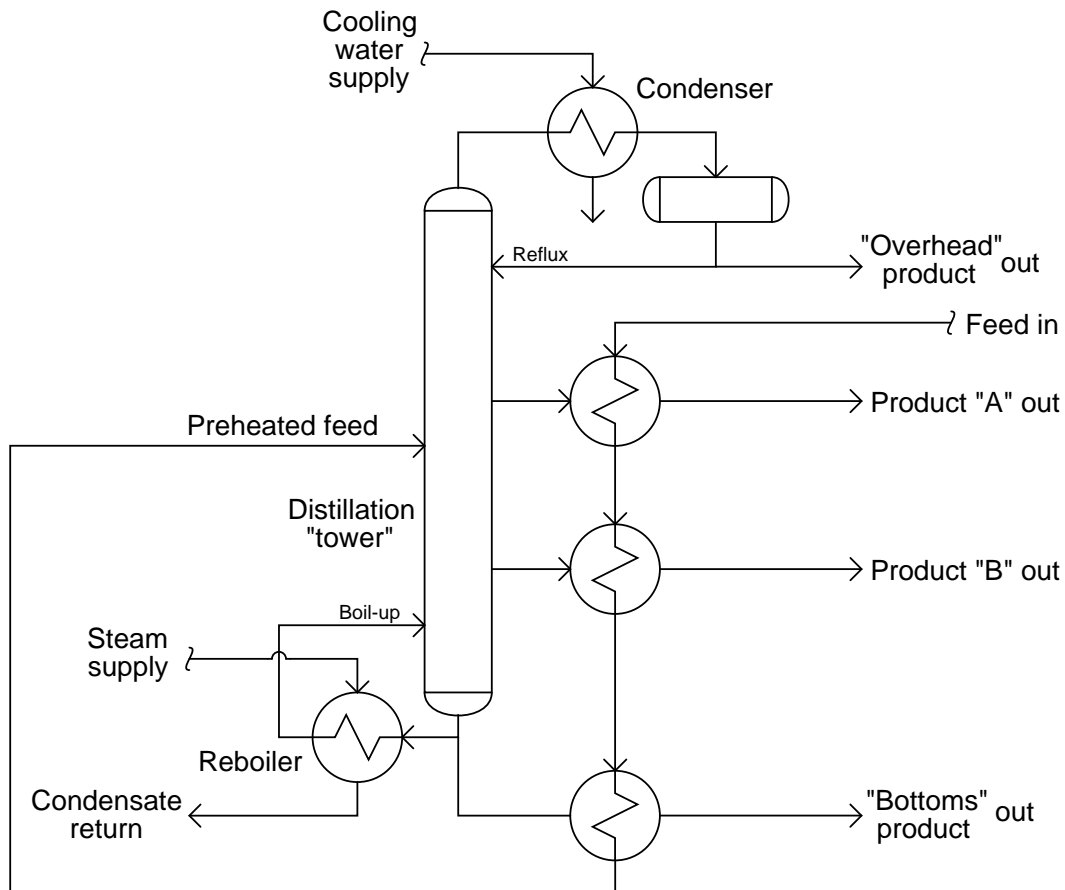 Cooling
water
supply
Condenser
Reflux
"Overhead" out
product
Feed in
Product "A" out
Preheated feed
Distillation
"tower"
Product "B" out
Boil-up
Steam
supply
Reboiler
Condensate
return
"Bottoms" out
product